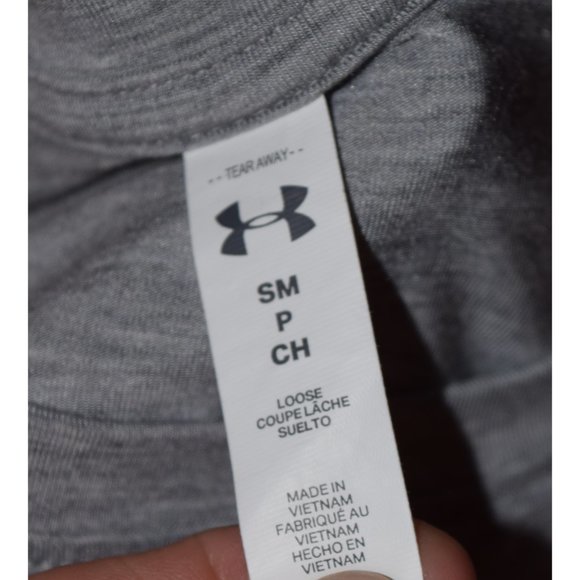 --TEAR AWAY--
SM
P
CH
LOOSE
COUPE LÂCHE
SUELTO
MADE IN
VIETNAM
FABRIQUÉ AU
VIETNAM
HECHO EN
VIETNAM